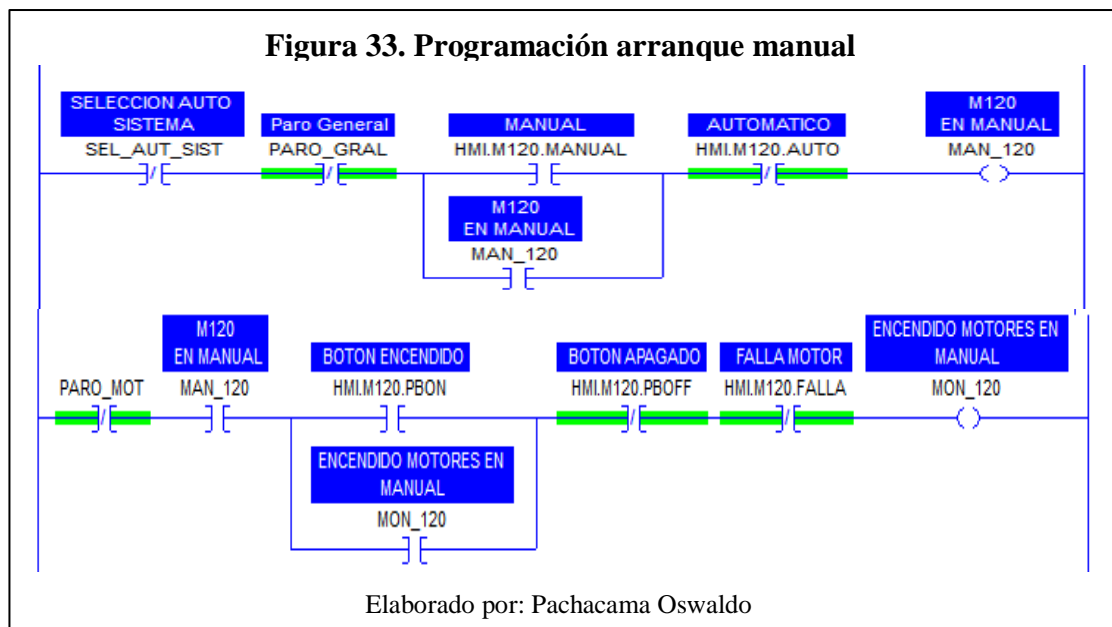 Figura 33. Programación arranque manual
SELECCION AUTO
SISTEMA
SEL_AUT_SIST
Paro General
PARO_GRAL
MANUAL
HMI.M120.MANUAL
AUTOMATICO
HMI.M120.AUTO
M120
EN MANUAL
MAN_120
M120
EN MANUAL
MAN_120
PARO_MOT
M120
EN MANUAL
MAN_120
BOTON ENCENDIDO
HMI.M120.PBON
BOTON APAGADO
HMI.M120.PBOFF
FALLA MOTOR
HMI.M120.FALLA
ENCENDIDO MOTORES EN
MANUAL
MON_120
ENCENDIDO MOTORES EN
MANUAL
MON_120
Elaborado por: Pachacama Oswaldo